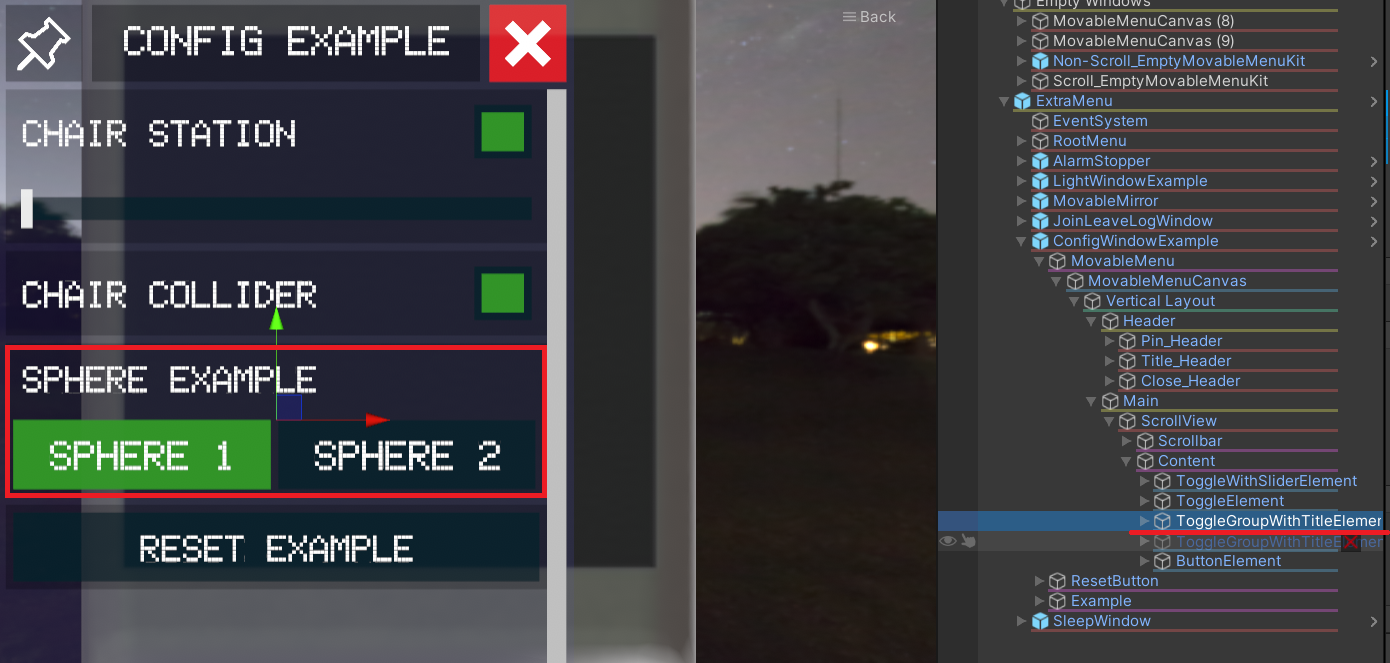 CONFIG EXAMPLE
CHAIR STATION
CHAIR COLLIDER
SPHERE EXAMPLE
SPHERE 1
SPHERE 2
RESET EXAMPLE
Back
Empty Windows
MovableMenuCanvas (8)
MovableMenuCanvas (9)
Non-Scroll_EmptyMovableMenuKit
Scroll_EmptyMovableMenuKit
ExtraMenu
EventSystem
RootMenu
AlarmStopper
LightWindowExample
MovableMirror
JoinLeaveLogWindow
ConfigWindowExample
MovableMenu
MovableMenuCanvas
Vertical Layout
Header
Pin_Header
Title_Header
Close_Header
Main
ScrollView
Scrollbar
Content
ToggleWithSliderElement
ToggleElement
ToggleGroupWithTitleElemer
ToggleGroupWithTitleE
ButtonElement
ResetButton
Example
SleepWindow